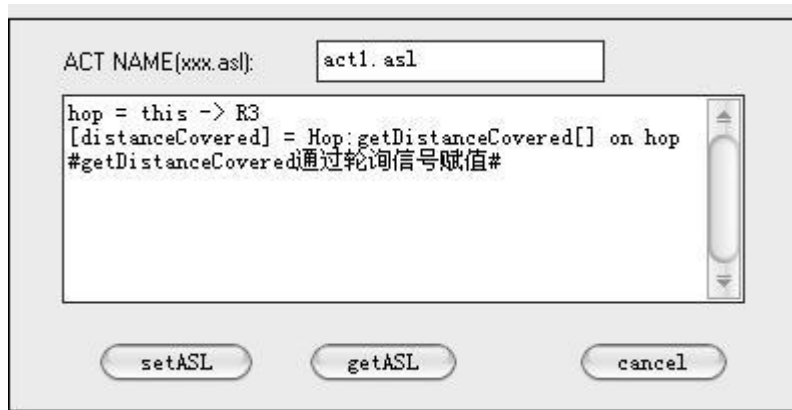 ACT NAME(xxx.asl):
act1.asl
hop = this -> R3
[distanceCovered] = Hop:getDistanceCovered[] on hop
#getDistanceCovered通过轮询信号赋值#
setASL
getASL
cancel